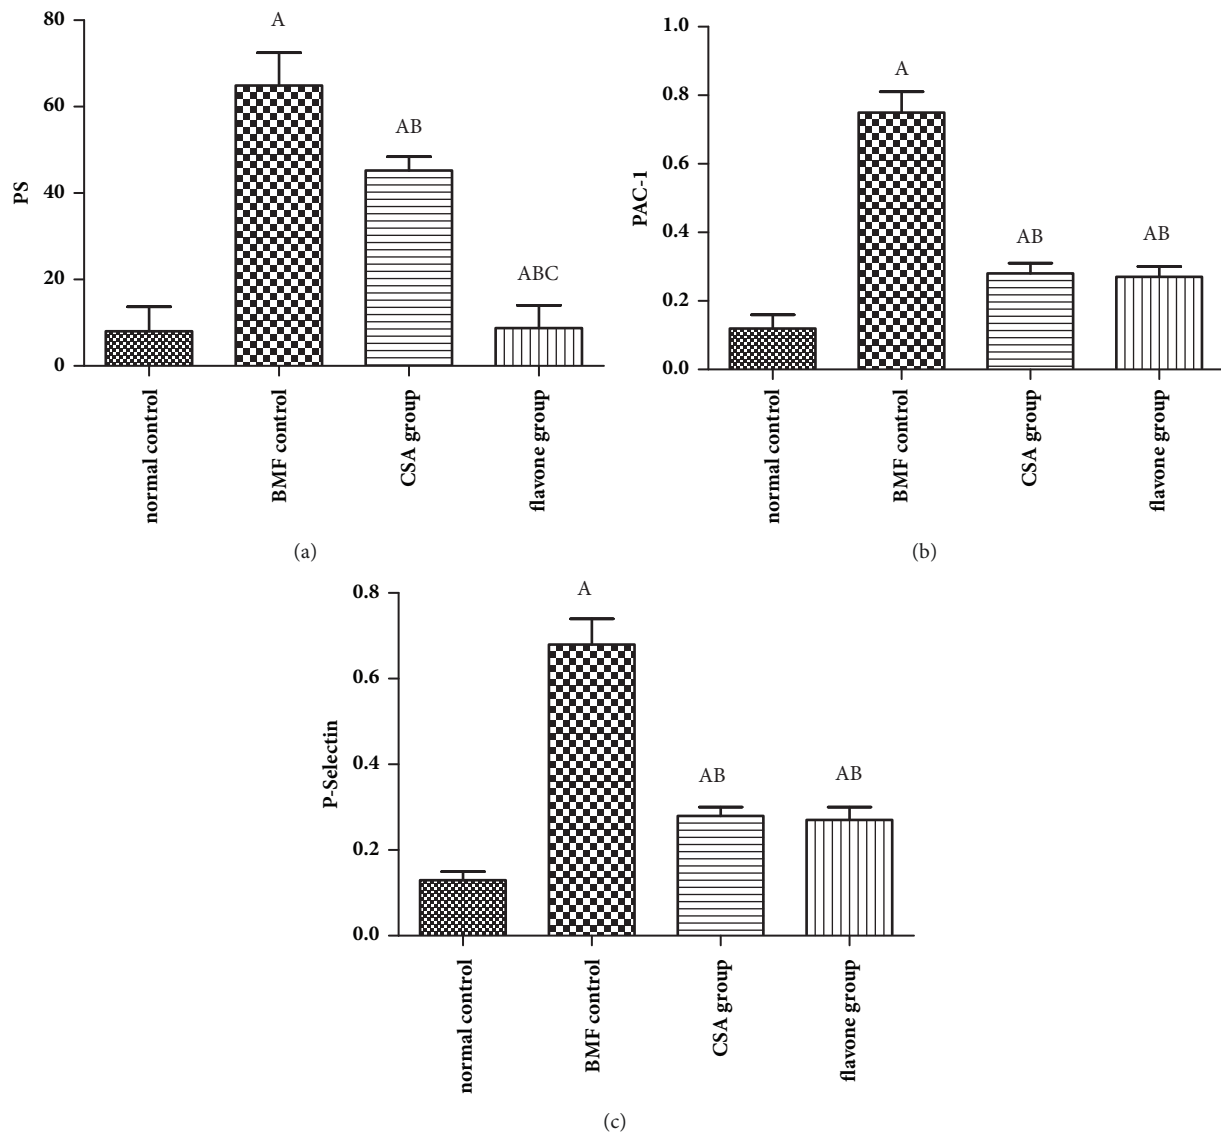 80
60
40
20
0
PS
A
AB
ABC
normal control
BMF control
CSA group
flavone group
(a)
1.0
0.8
0.6
0.4
0.2
0.0
PAC-1
A
AB
AB
normal control
BMF control
CSA group
flavone group
(b)
0.8
0.6
0.4
0.2
0.0
P-Selectin
A
AB
AB
normal control
BMF control
CSA group
flavone group
(c)